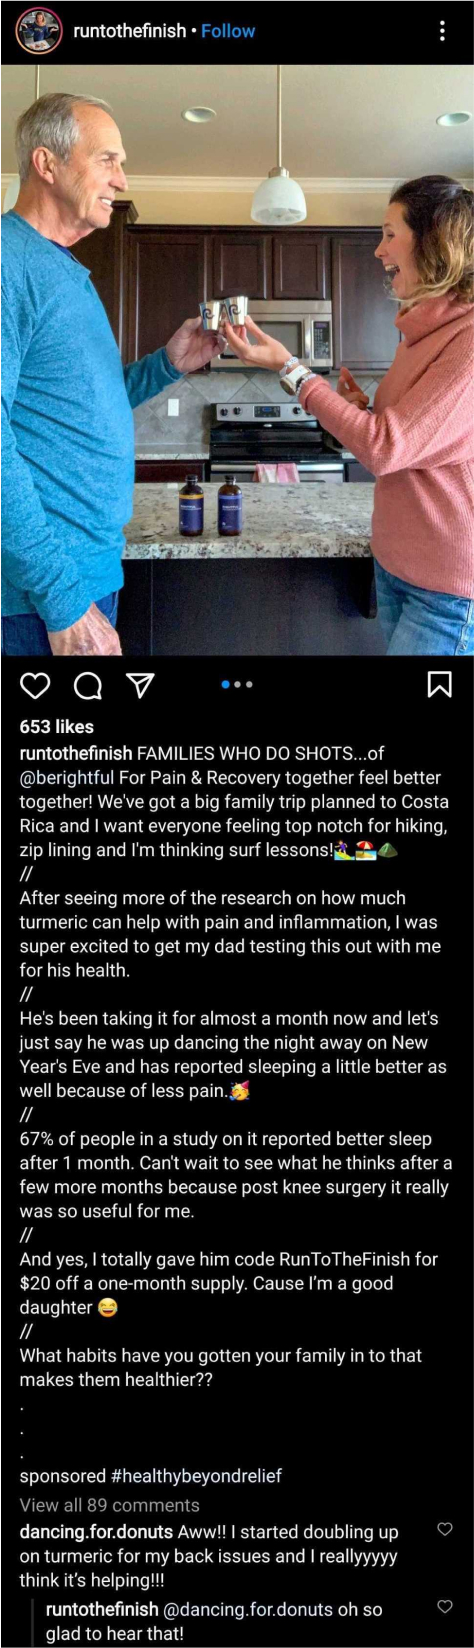 runtothefinish • Follow
653 likes
runtothefinish FAMILIES WHO DO SHOTS...of
@berightful For Pain & Recovery together feel better
together! We've got a big family trip planned to Costa
Rica and I want everyone feeling top notch for hiking,
zip lining and I'm thinking surf lessons!🏄‍♀️🏖️⛰️
//
After seeing more of the research on how much
turmeric can help with pain and inflammation, I was
super excited to get my dad testing this out with me
for his health.
//
He's been taking it for almost a month now and let's
just say he was up dancing the night away on New
Year's Eve and has reported sleeping a little better as
well because of less pain.🥳
//
67% of people in a study on it reported better sleep
after 1 month. Can't wait to see what he thinks after a
few more months because post knee surgery it really
was so useful for me.
//
And yes, I totally gave him code RunToTheFinish for
$20 off a one-month supply. Cause I'm a good
daughter 😂
//
What habits have you gotten your family in to that
makes them healthier??
.
.
.
sponsored #healthybeyondrelief
View all 89 comments
dancing.for.donuts Aww!! I started doubling up
on turmeric for my back issues and I reallyyyyy
think it's helping!!!
runtothefinish @dancing.for.donuts oh so
glad to hear that!